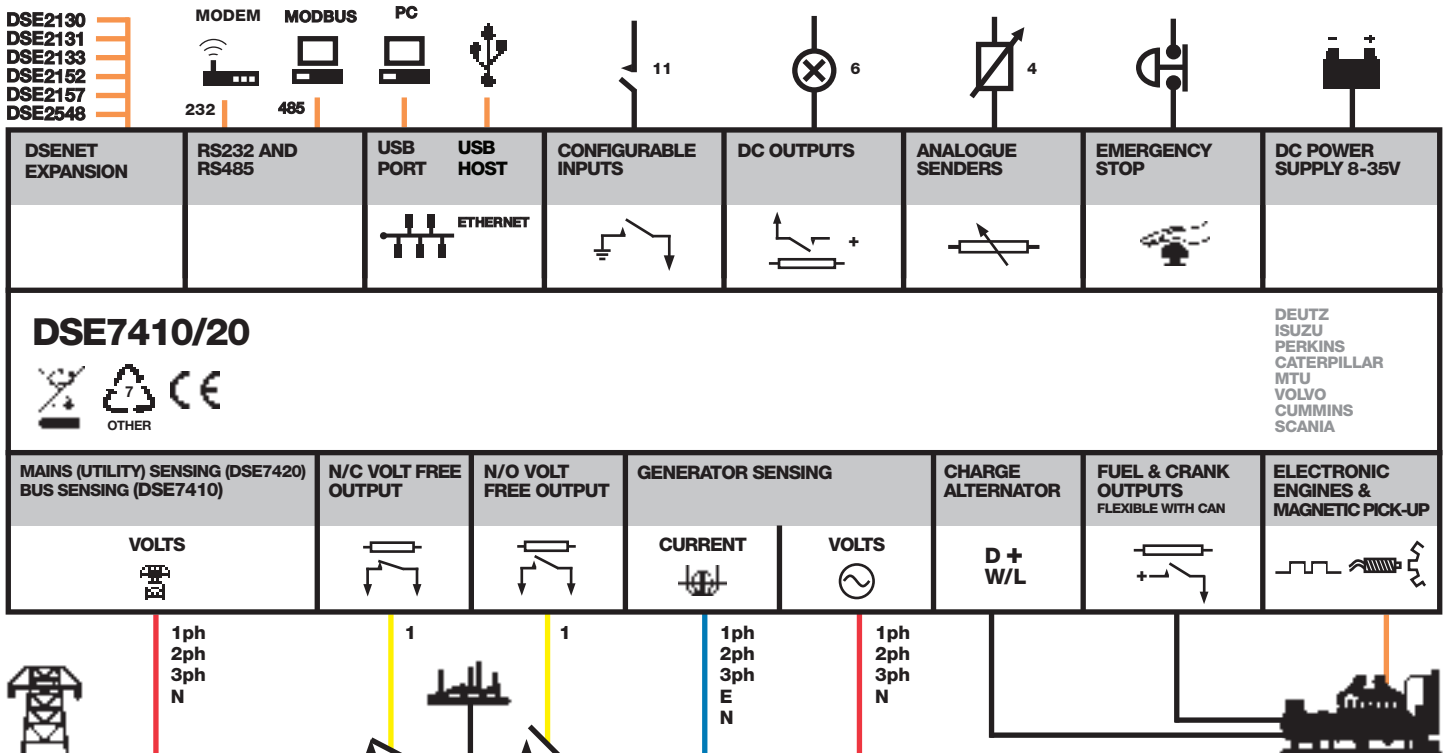 DSE2130
DSE2131
DSE2133
DSE2152
DSE2157
DSE2548
MODEM
MODBUS
PC
232
485
11
6
4
- +
DSENET
EXPANSION
RS232 AND
RS485
USB
PORT
USB
HOST
ETHERNET
CONFIGURABLE
INPUTS
DC OUTPUTS
+
ANALOGUE
SENDERS
EMERGENCY
STOP
DC POWER
SUPPLY 8-35V
DSE7410/20
7
OTHER
CE
DEUTZ
ISUZU
PERKINS
CATERPILLAR
MTU
VOLVO
CUMMINS
SCANIA
MAINS (UTILITY) SENSING (DSE7420)
BUS SENSING (DSE7410)
VOLTS
N/C VOLT FREE
OUTPUT
N/O VOLT
FREE OUTPUT
GENERATOR SENSING
CURRENT
VOLTS
CHARGE
ALTERNATOR
D +
W/L
FUEL & CRANK
OUTPUTS
FLEXIBLE WITH CAN
+
ELECTRONIC
ENGINES &
MAGNETIC PICK-UP
1ph
2ph
3ph
N
1
1
1ph
2ph
3ph
E
N
1ph
2ph
3ph
N